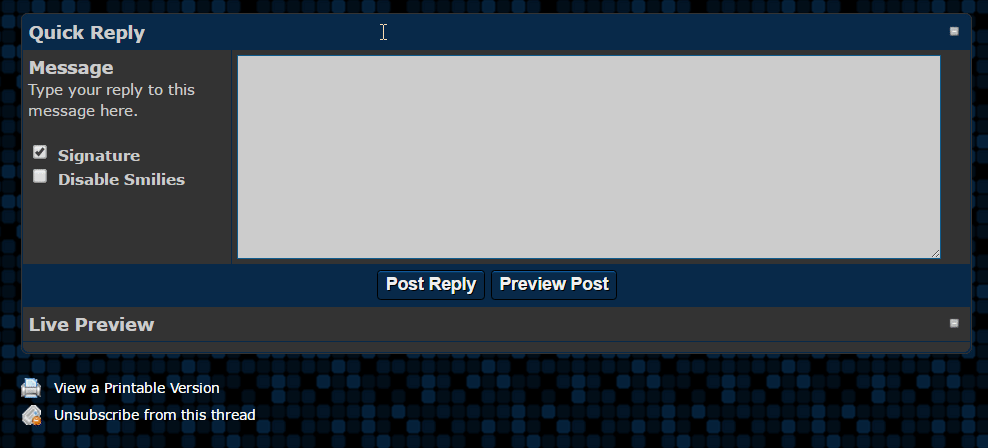 Quick Reply
Message
Type your reply to this
message here.
Signature
Disable Smilies
Post Reply Preview Post
Live Preview
View a Printable Version
Unsubscribe from this thread